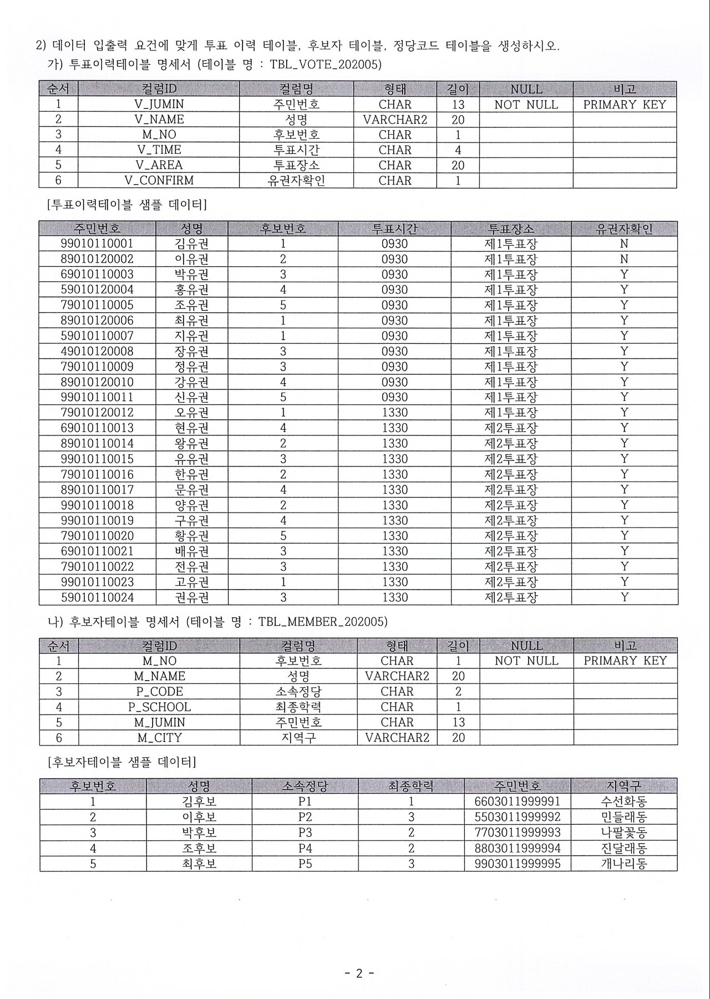 2) 데이터 입출력 요건에 맞게 투표 이력 테이블, 후보자 테이블, 정당코드 테이블을 생성하시오.
가) 투표이력테이블 명세서 (테이블 명 : TBL_VOTE_202005)
순서 컬럼ID 컬럼명 형태 길이 NULL 비고
1 V_JUMIN 주민번호 CHAR 13 NOT NULL PRIMARY KEY
2 V_NAME 성명 VARCHAR2 20
3 M_NO 후보번호 CHAR 1
4 V_TIME 투표시간 CHAR 4
5 V_AREA 투표장소 CHAR 20
6 V_CONFIRM 유권자확인 CHAR 1
[투표이력테이블 샘플 데이터]
주민번호 성명 후보번호 투표시간 투표장소 유권자확인
99010110001 김유권 1 0930 제1투표장 N
89010120002 이유권 2 0930 제1투표장 N
69010110003 박유권 3 0930 제1투표장 Y
59010120004 홍유권 4 0930 제1투표장 Y
79010110005 조유권 5 0930 제1투표장 Y
89010120006 최유권 1 0930 제1투표장 Y
59010110007 지유권 1 0930 제1투표장 Y
49010120008 장유권 3 0930 제1투표장 Y
79010110009 정유권 3 0930 제1투표장 Y
89010120010 강유권 4 0930 제1투표장 Y
99010110011 신유권 5 0930 제1투표장 Y
79010120012 오유권 1 1330 제1투표장 Y
69010110013 현유권 4 1330 제2투표장 Y
89010110014 왕유권 2 1330 제2투표장 Y
99010110015 유유권 3 1330 제2투표장 Y
79010110016 한유권 2 1330 제2투표장 Y
89010110017 문유권 4 1330 제2투표장 Y
99010110018 양유권 2 1330 제2투표장 Y
99010110019 구유권 4 1330 제2투표장 Y
79010110020 황유권 5 1330 제2투표장 Y
69010110021 배유권 3 1330 제2투표장 Y
79010110022 전유권 3 1330 제2투표장 Y
99010110023 고유권 1 1330 제2투표장 Y
59010110024 권유권 3 1330 제2투표장 Y
나) 후보자테이블 명세서 (테이블 명 : TBL_MEMBER_202005)
순서 컬럼ID 컬럼명 형태 길이 NULL 비고
1 M_NO 후보번호 CHAR 1 NOT NULL PRIMARY KEY
2 M_NAME 성명 VARCHAR2 20
3 P_CODE 소속정당 CHAR 2
4 P_SCHOOL 최종학력 CHAR 1
5 M_JUMIN 주민번호 CHAR 13
6 M_CITY 지역구 VARCHAR2 20
[후보자테이블 샘플 데이터]
후보번호 성명 소속정당 최종학력 주민번호 지역구
1 김후보 P1 1 6603011999991 수선화동
2 이후보 P2 3 5503011999992 민들래동
3 박후보 P3 2 7703011999993 나팔꽃동
4 조후보 P4 2 8803011999994 진달래동
5 최후보 P5 3 9903011999995 개나리동
- 2 -